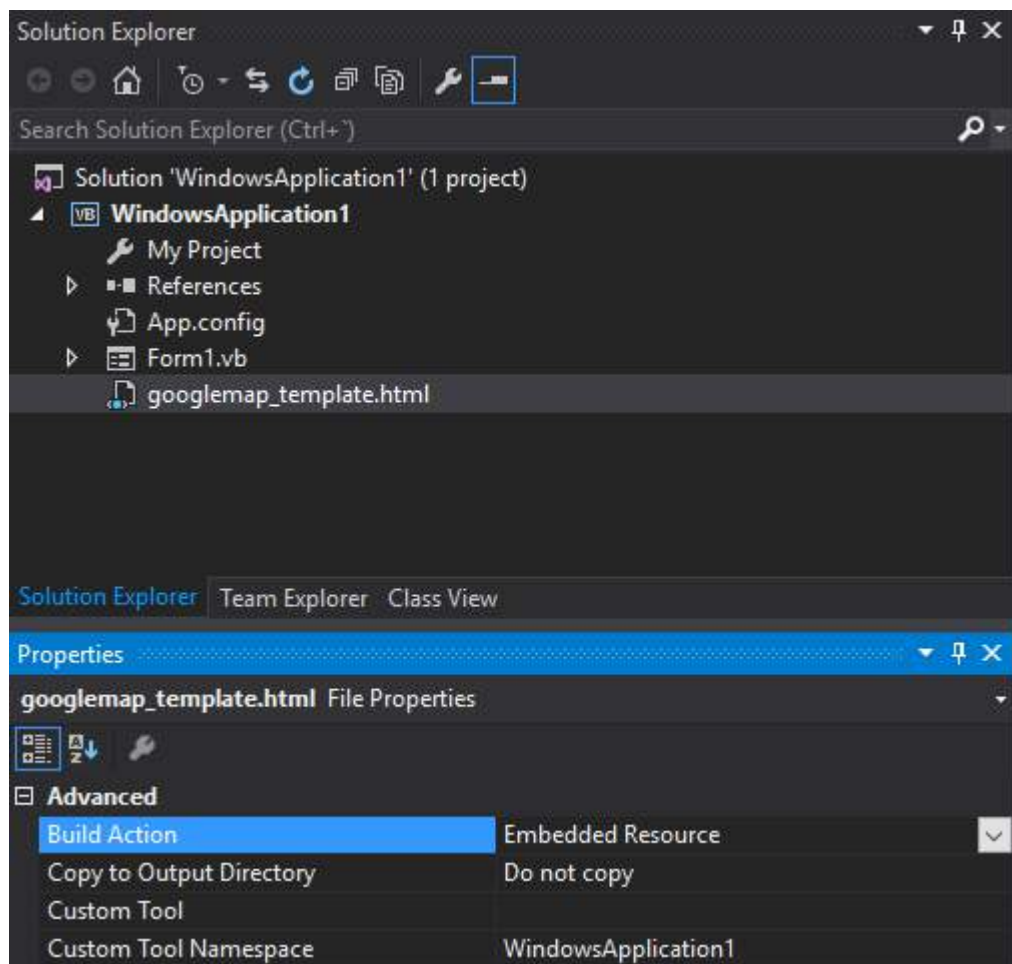 Solution Explorer
Search Solution Explorer (Ctrl+`)
Solution 'WindowsApplication1' (1 project)
VB WindowsApplication1
My Project
References
App.config
Form1.vb
googlemap_template.html
Solution Explorer Team Explorer Class View
Properties
googlemap_template.html File Properties
Advanced
Build Action Embedded Resource
Copy to Output Directory Do not copy
Custom Tool
Custom Tool Namespace WindowsApplication1